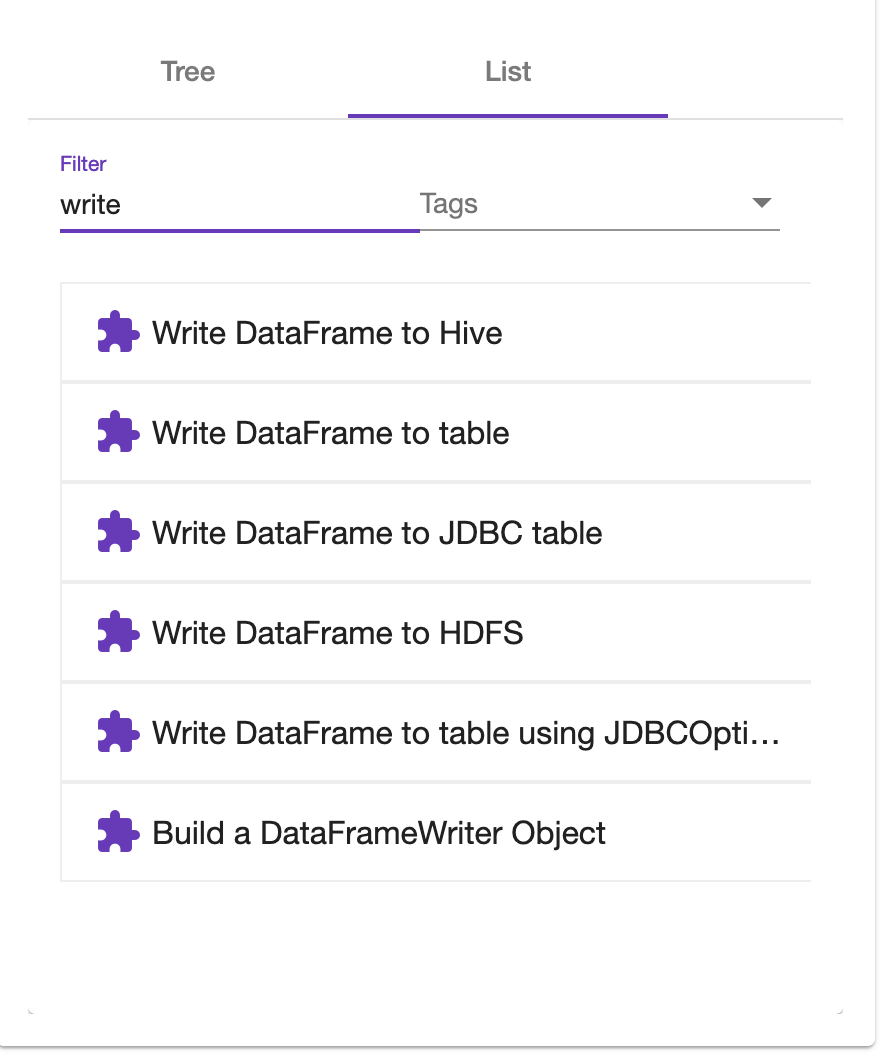 Tree List
Filter
write Tags
Write DataFrame to Hive
Write DataFrame to table
Write DataFrame to JDBC table
Write DataFrame to HDFS
Write DataFrame to table using JDBCOpti...
Build a DataFrameWriter Object